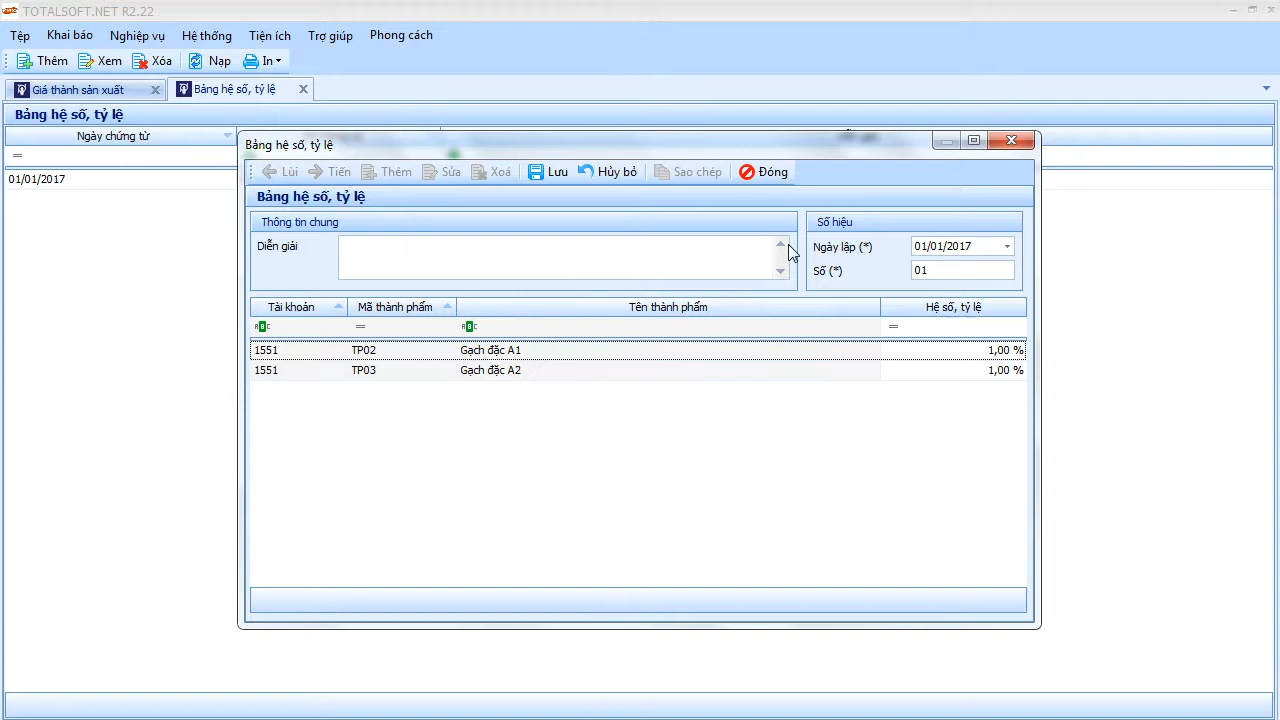 TOTALSOFT.NET R2.22
Tệp Khai báo Nghiệp vụ Hệ thống Tiện ích Trợ giúp Phong cách
Thêm Xem Xóa Nạp In
Giá thành sản xuất Bảng hệ số, tỷ lệ
Bảng hệ số, tỷ lệ
Ngày chứng từ
=
01/01/2017
Bảng hệ số, tỷ lệ
Lùi Tiến Thêm Sửa Xoá Lưu Hủy bỏ Sao chép Đóng
Bảng hệ số, tỷ lệ
Thông tin chung Số hiệu
Diễn giải Ngày lập (*) 01/01/2017
Số (*) 01
Tài khoản Mã thành phẩm Tên thành phẩm Hệ số, tỷ lệ
ABC = ABC =
1551 TP02 Gạch đặc A1 1,00 %
1551 TP03 Gạch đặc A2 1,00 %